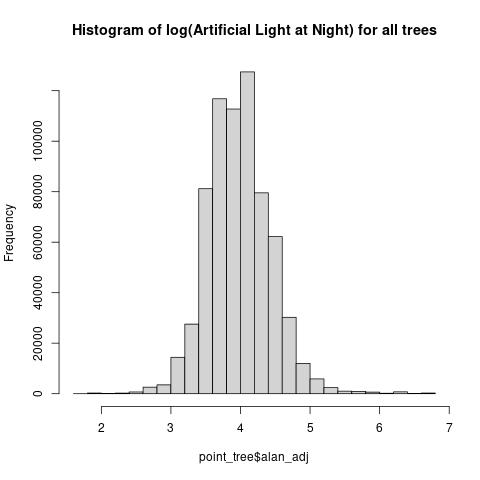 Histogram of log(Artificial Light at Night) for all trees
Frequency
100000
80000
60000
40000
20000
0
2 3 4 5 6 7
point_tree$alan_adj